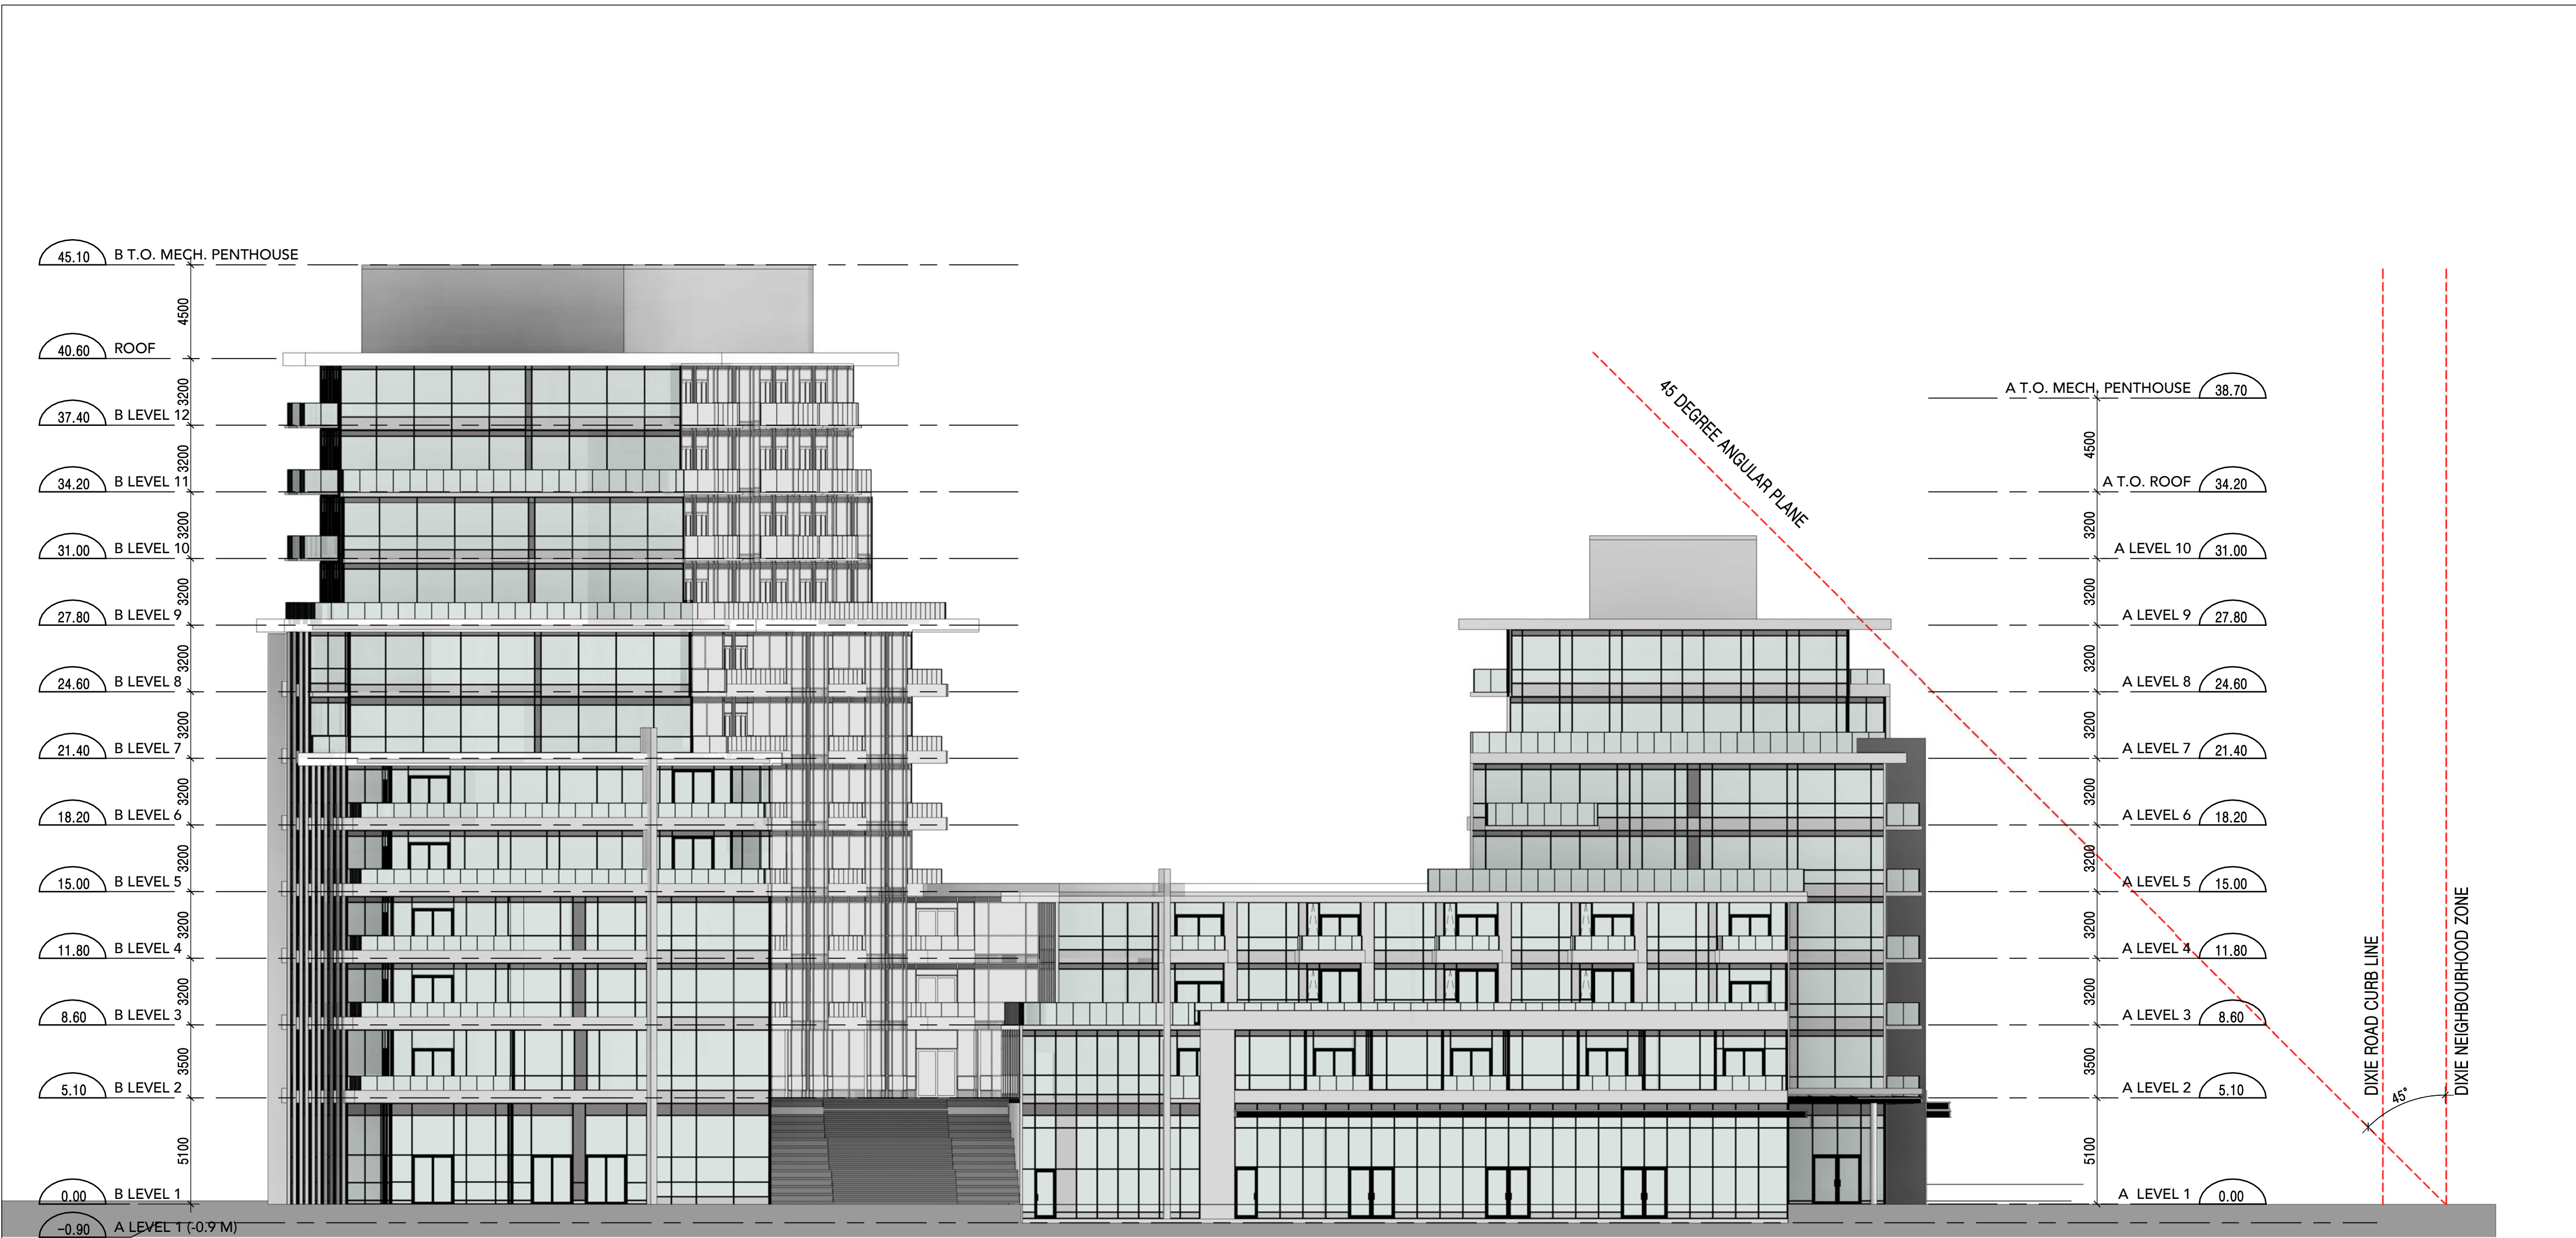 45.10 B T.O. MECH. PENTHOUSE
4500
40.60 ROOF
3200
37.40 B LEVEL 12
3200
34.20 B LEVEL 11
3200
31.00 B LEVEL 10
3200
27.80 B LEVEL 9
3200
24.60 B LEVEL 8
3200
21.40 B LEVEL 7
3200
18.20 B LEVEL 6
3200
15.00 B LEVEL 5
3200
11.80 B LEVEL 4
3200
8.60 B LEVEL 3
3500
5.10 B LEVEL 2
5100
0.00 B LEVEL 1
-0.90 A LEVEL 1 (-0.9 M)
45 DEGREE ANGULAR PLANE
A T.O. MECH. PENTHOUSE 38.70
4500
A T.O. ROOF 34.20
3200
A LEVEL 10 31.00
3200
A LEVEL 9 27.80
3200
A LEVEL 8 24.60
3200
A LEVEL 7 21.40
3200
A LEVEL 6 18.20
3200
A LEVEL 5 15.00
3200
A LEVEL 4 11.80
3200
A LEVEL 3 8.60
3500
A LEVEL 2 5.10
5100
A LEVEL 1 0.00
DIXIE ROAD CURB LINE
DIXIE NEIGHBOURHOOD ZONE
45°